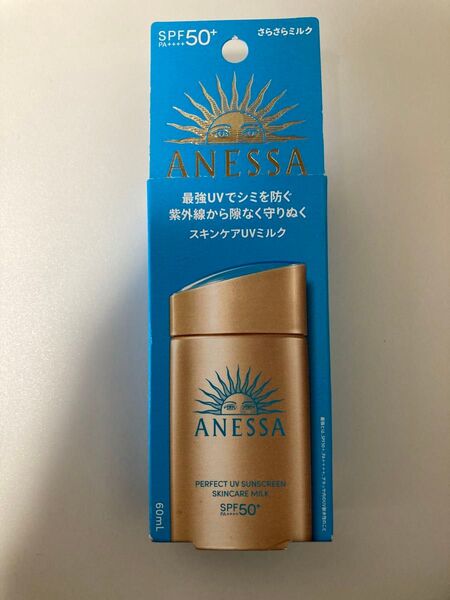 SPF50+
PA++++
さらさらミルク
ANESSA
最強UVでシミを防ぐ
紫外線から隙なく守りぬく
スキンケアUVミルク
ANESSA
PERFECT UV SUNSCREEN
SKINCARE MILK
SPF50+
PA++++
60mL